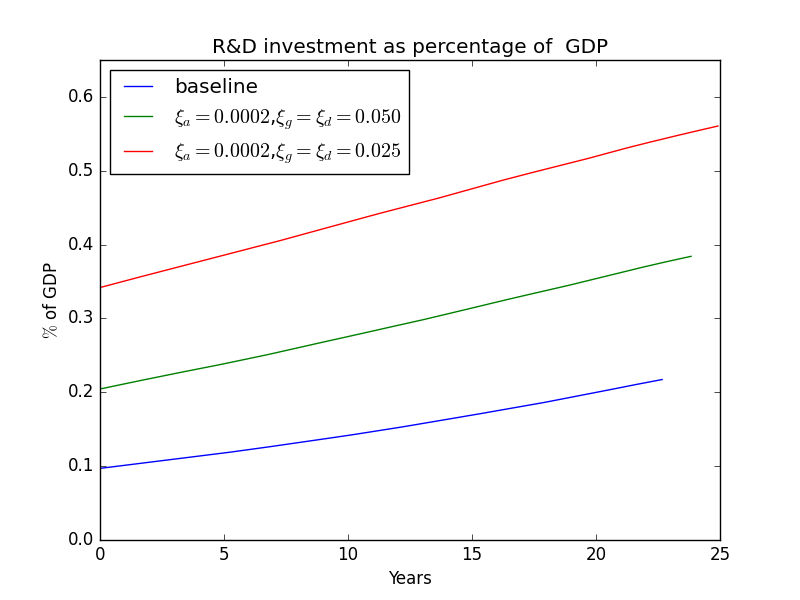 R&D investment as percentage of  GDP
baseline
ξa = 0.0002,ξg = ξd = 0.050
ξa = 0.0002,ξg = ξd = 0.025
% of GDP
0.6
0.5
0.4
0.3
0.2
0.1
0.0
0 5 10 15 20 25
Years